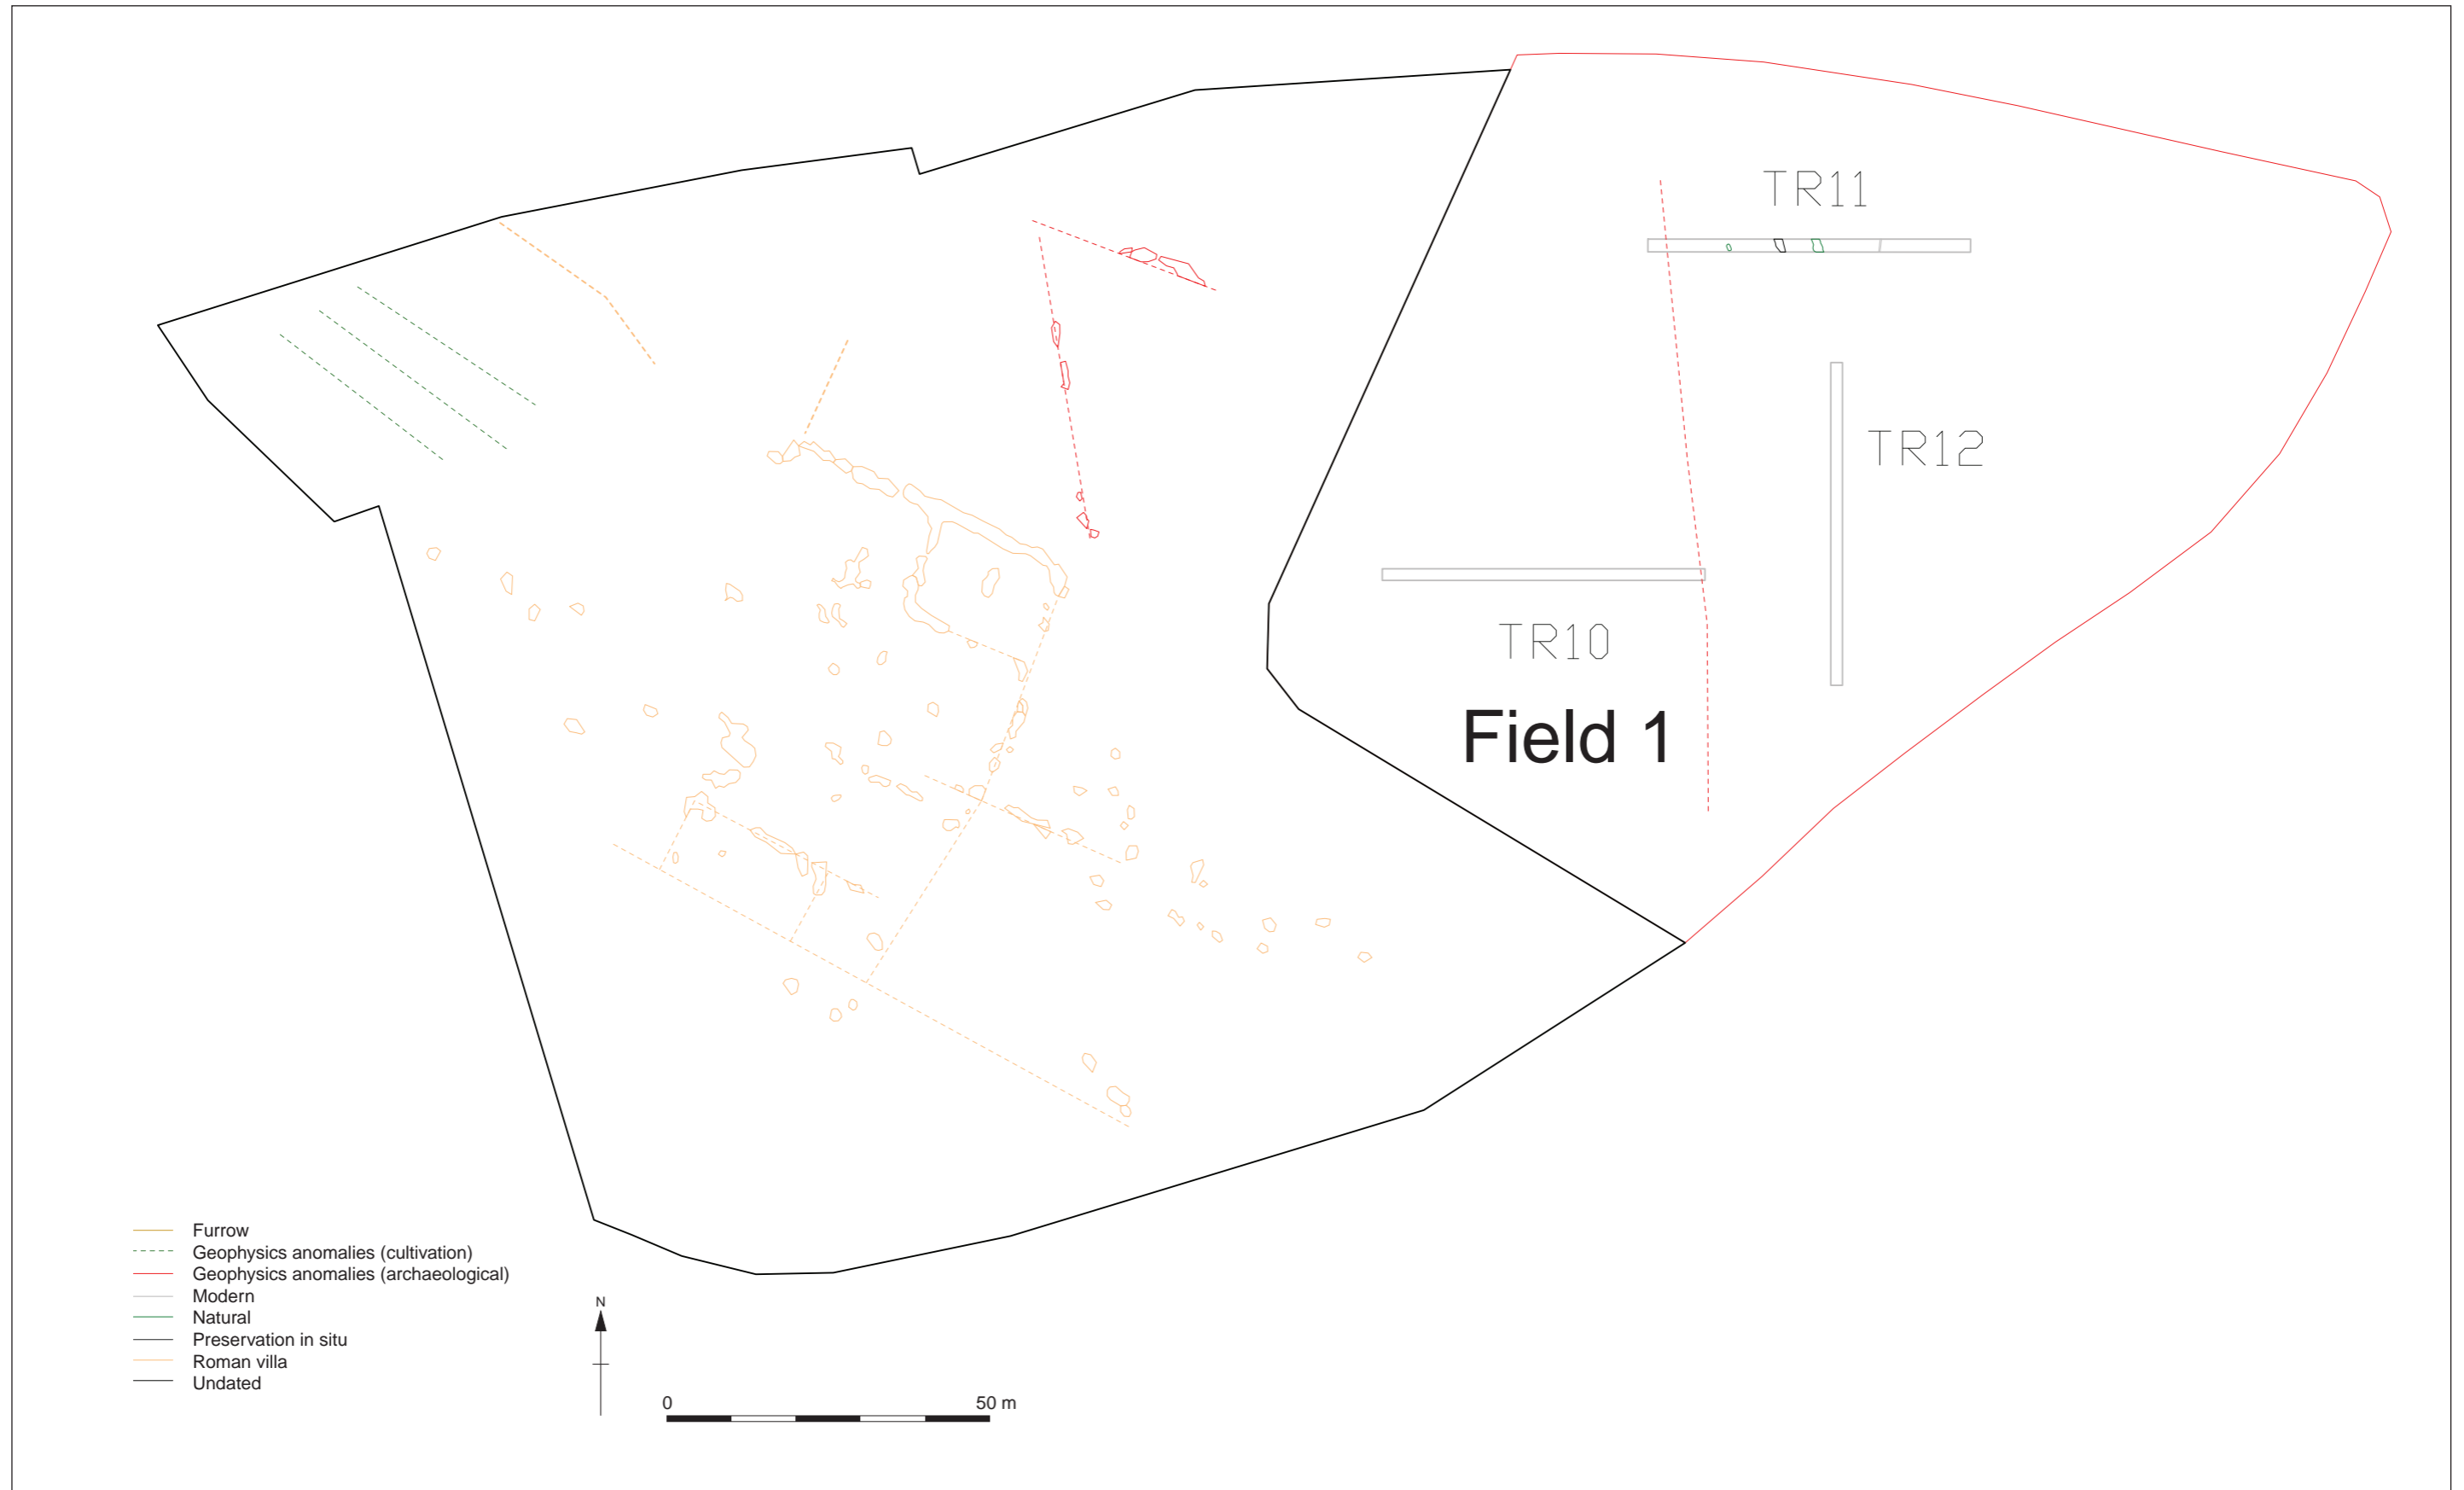 TR11
TR12
TR10
Field 1
Furrow
Geophysics anomalies (cultivation)
Geophysics anomalies (archaeological)
Modern
Natural
Preservation in situ
Roman villa
Undated
N
0 50 m